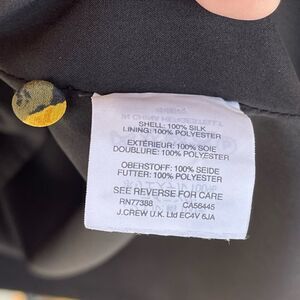 SHELL: 100% SILK
LINING: 100% POLYESTER
EXTÉRIEUR: 100% SOIE
DOUBLURE: 100% POLYESTER
OBERSTOFF: 100% SEIDE
FUTTER: 100% POLYESTER
SEE REVERSE FOR CARE
RN77388 CA56445
J.CREW U.K. Ltd EC4V 6JA